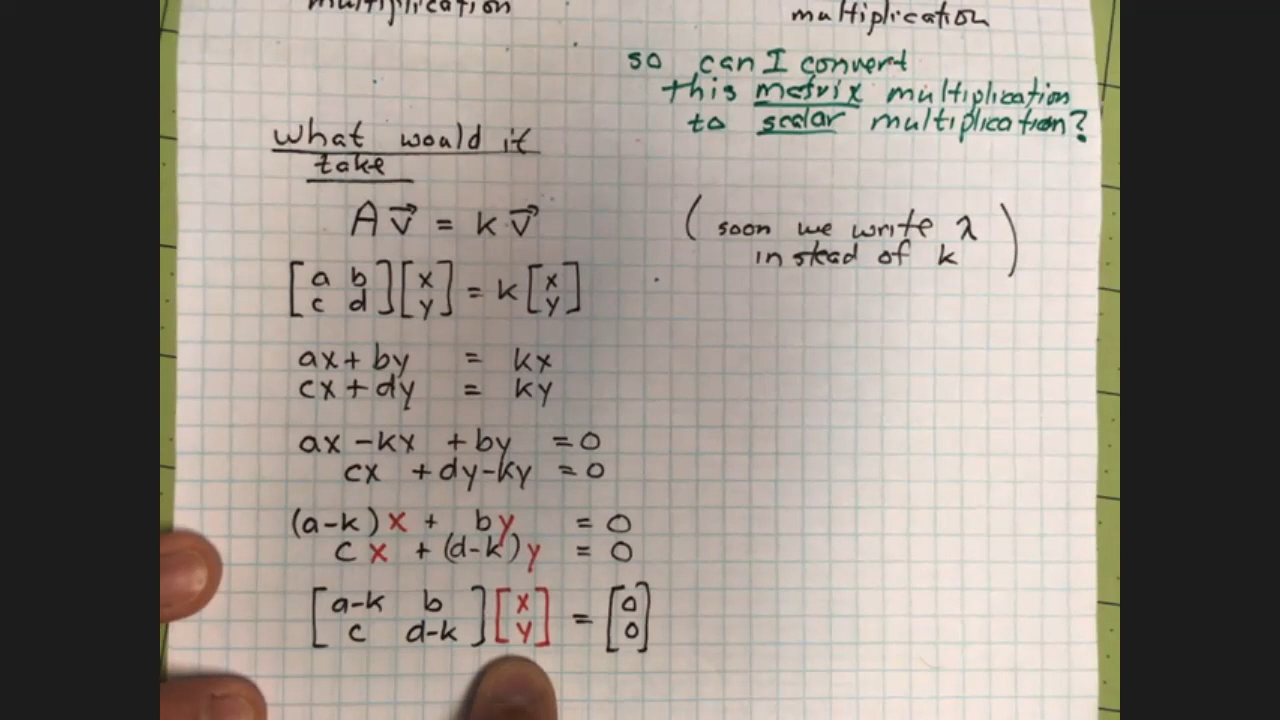 multiplication
multiplication
so can I convert
this matrix multiplication
to scalar multiplication?
What would it
take
A v⃗ = k v⃗
(soon we write λ
instead of k)
[a b; c d] [x; y] = k [x; y]
ax + by = kx
cx + dy = ky
ax - kx + by = 0
cx + dy - ky = 0
(a-k)x + by = 0
cx + (d-k)y = 0
[a-k b; c d-k] [x; y] = [0; 0]